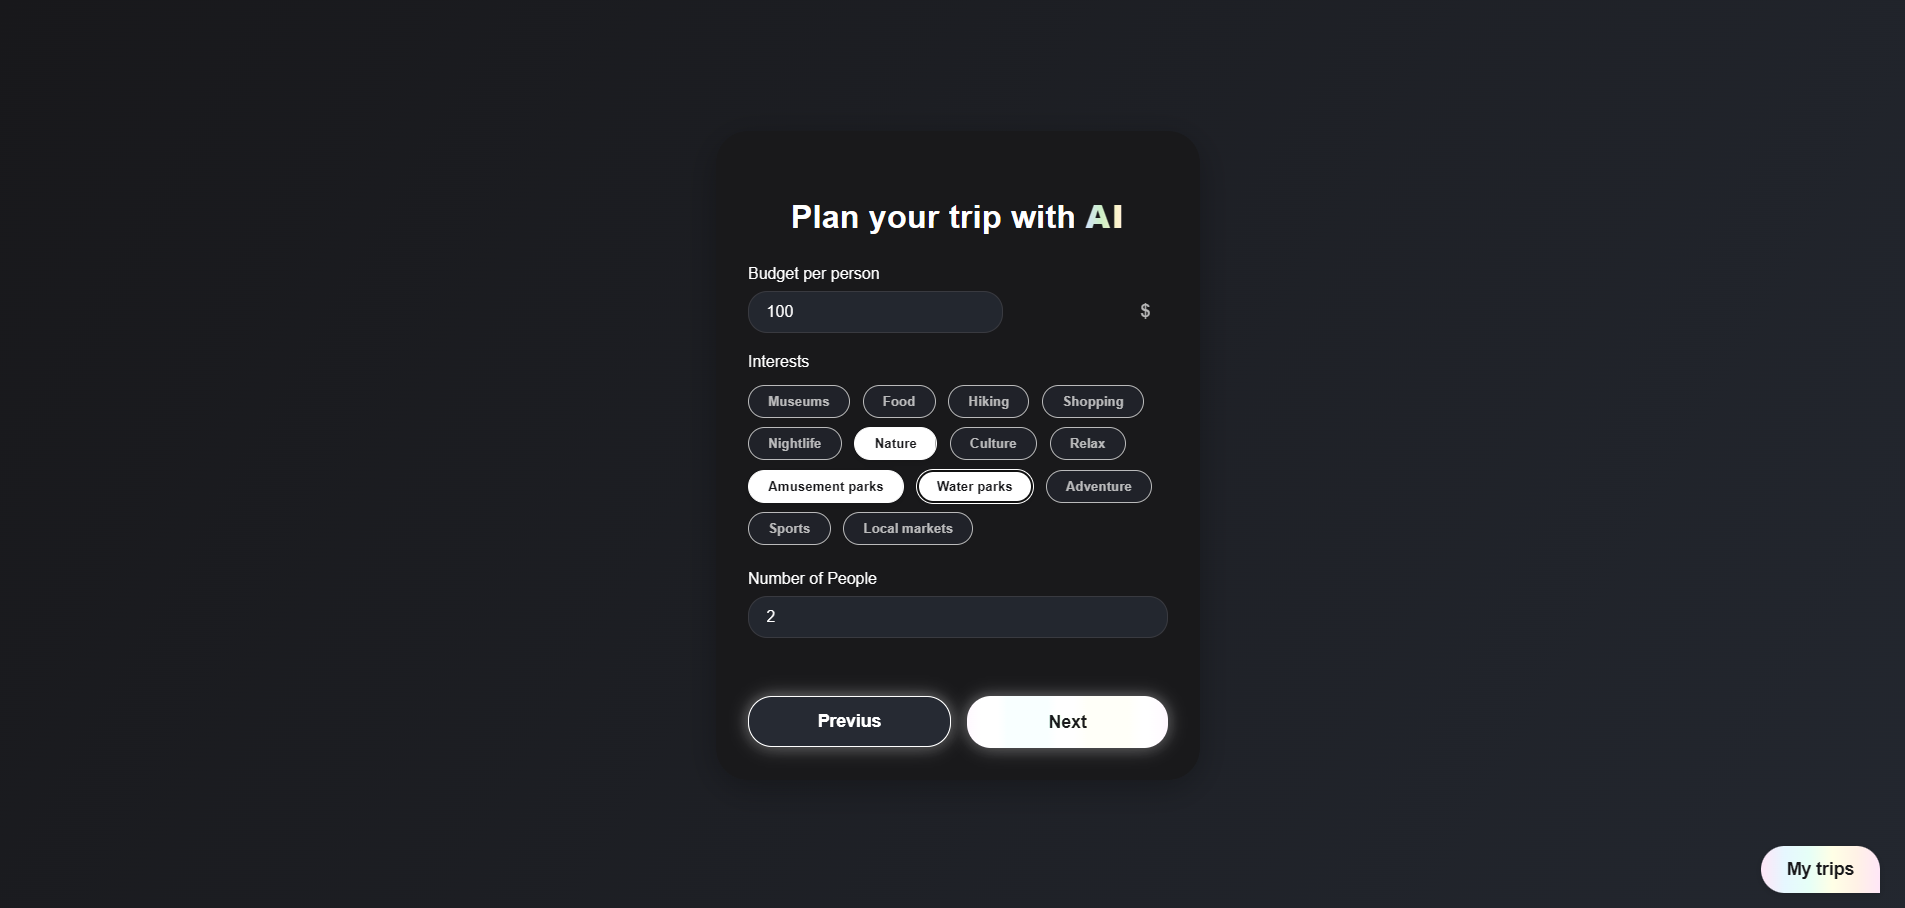 Plan your trip with AI
Budget per person
100 $
Interests
Museums Food Hiking Shopping
Nightlife Nature Culture Relax
Amusement parks Water parks Adventure
Sports Local markets
Number of People
2
Previus Next
My trips